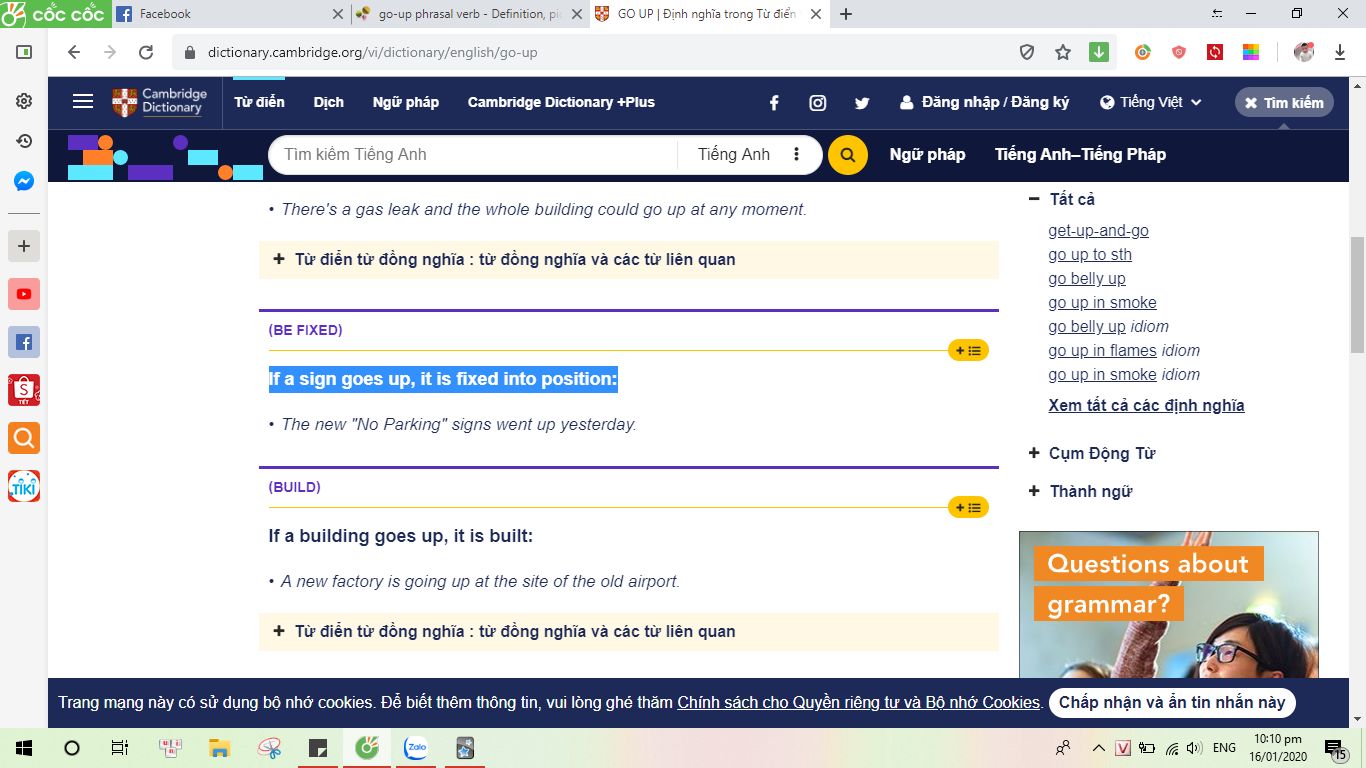 cốc cốc
Facebook
go-up phrasal verb - Definition, pi
GO UP | Định nghĩa trong Từ điển
dictionary.cambridge.org/vi/dictionary/english/go-up
Cambridge
Dictionary
Từ điển
Dịch
Ngữ pháp
Cambridge Dictionary +Plus
Đăng nhập / Đăng ký
Tiếng Việt
Tìm kiếm
Tìm kiếm Tiếng Anh
Tiếng Anh
Ngữ pháp
Tiếng Anh–Tiếng Pháp
• There's a gas leak and the whole building could go up at any moment.
+ Từ điển từ đồng nghĩa : từ đồng nghĩa và các từ liên quan
(BE FIXED)
If a sign goes up, it is fixed into position:
• The new "No Parking" signs went up yesterday.
(BUILD)
If a building goes up, it is built:
• A new factory is going up at the site of the old airport.
+ Từ điển từ đồng nghĩa : từ đồng nghĩa và các từ liên quan
− Tất cả
get-up-and-go
go up to sth
go belly up
go up in smoke
go belly up idiom
go up in flames idiom
go up in smoke idiom
Xem tất cả các định nghĩa
+ Cụm Động Từ
+ Thành ngữ
Questions about
grammar?
TẾT
TIKI
Trang mạng này có sử dụng bộ nhớ cookies. Để biết thêm thông tin, vui lòng ghé thăm Chính sách cho Quyền riêng tư và Bộ nhớ Cookies.
Chấp nhận và ẩn tin nhắn này
Zalo
V
ENG
10:10 pm
16/01/2020
15